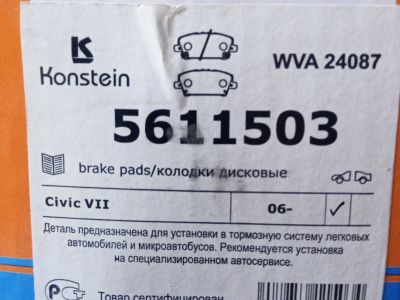 Konstein
WVA 24087
5611503
brake pads/колодки дисковые
Civic VII 06- ✓
Деталь предназначена для установки в тормозную систему легковых
автомобилей и микроавтобусов. Рекомендуется установка
на специализированном автосервисе.
Товар сертифицирован